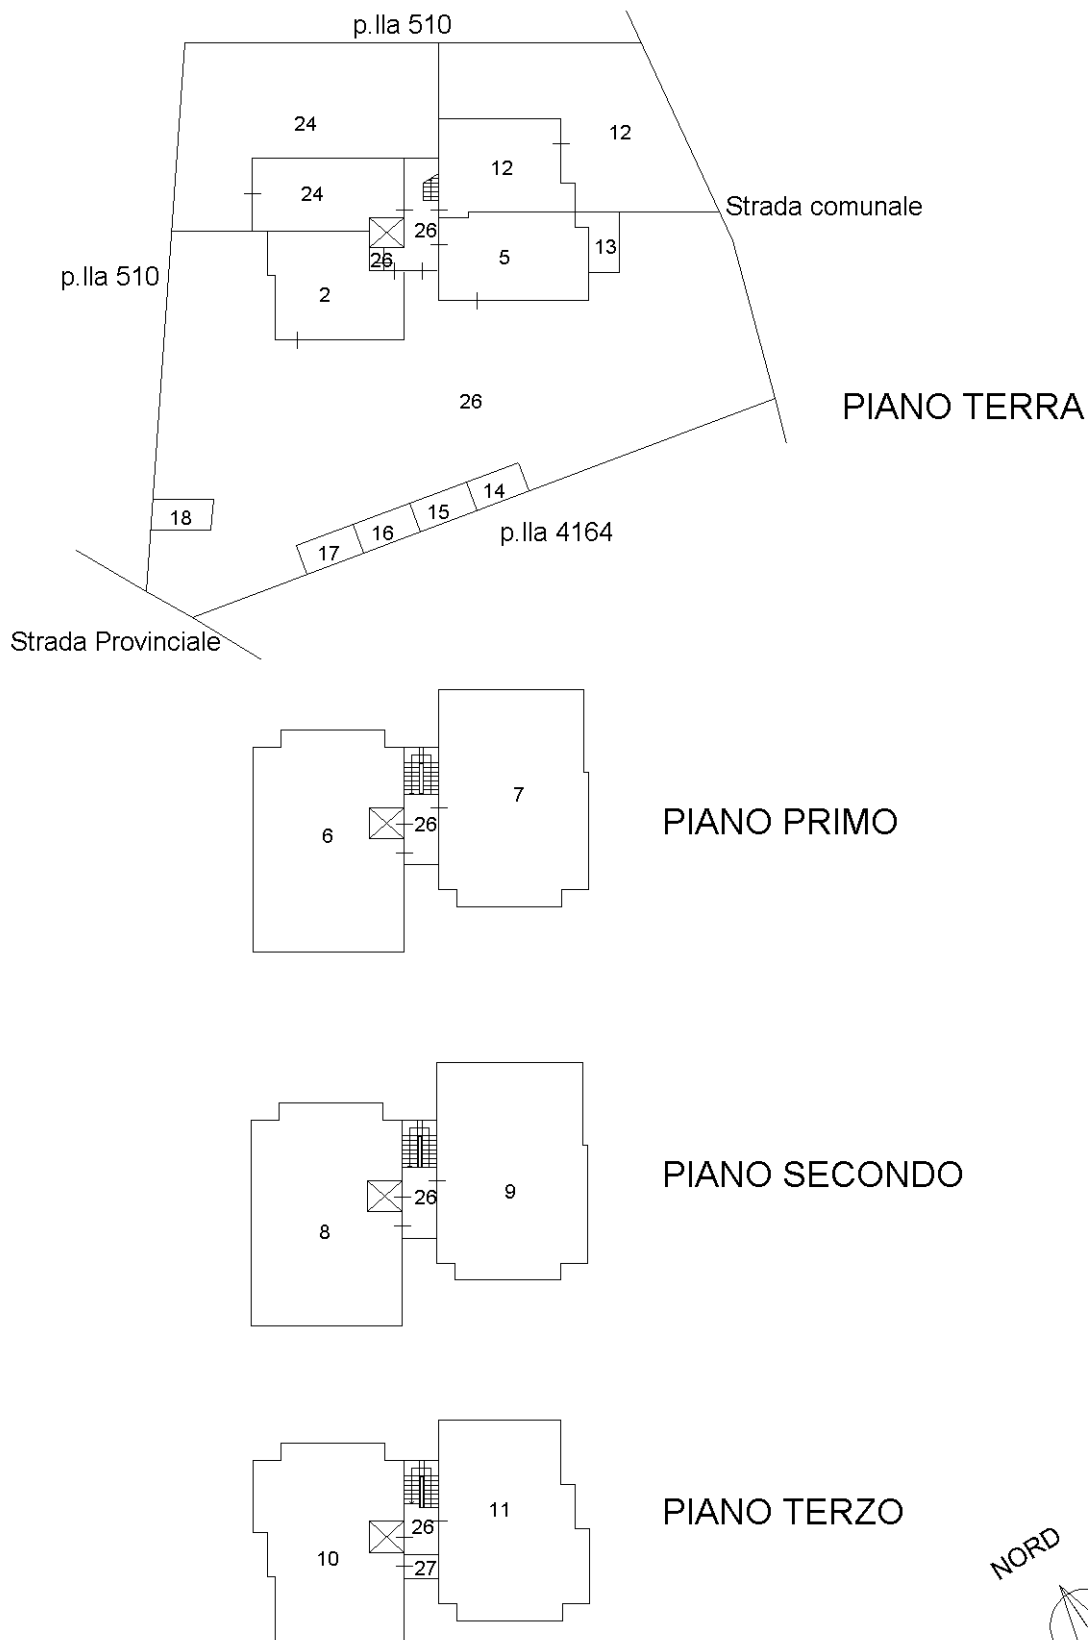 p.lla 510
24
12
24
12
Strada comunale
26
13
5
26
p.lla 510
2
26
PIANO TERRA
14
15
18
16
p.lla 4164
17
Strada Provinciale
7
26
6
PIANO PRIMO
PIANO SECONDO
9
26
8
11
PIANO TERZO
26
NORD
10
27